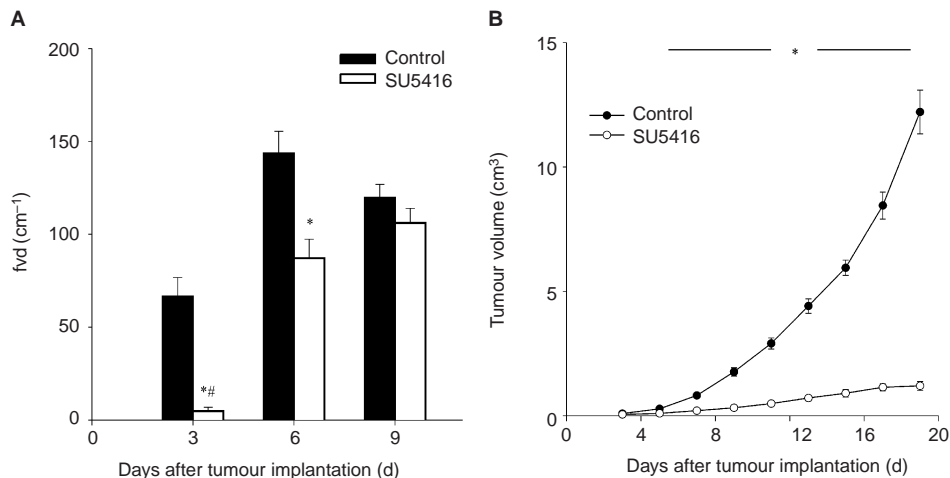 A
200
150
100
50
0
fvd (cm⁻¹)
Control
SU5416
*#
*
0 3 6 9
Days after tumour implantation (d)
B
15
10
5
0
Tumour volume (cm³)
*
Control
SU5416
0 4 8 12 16 20
Days after tumour implantation (d)